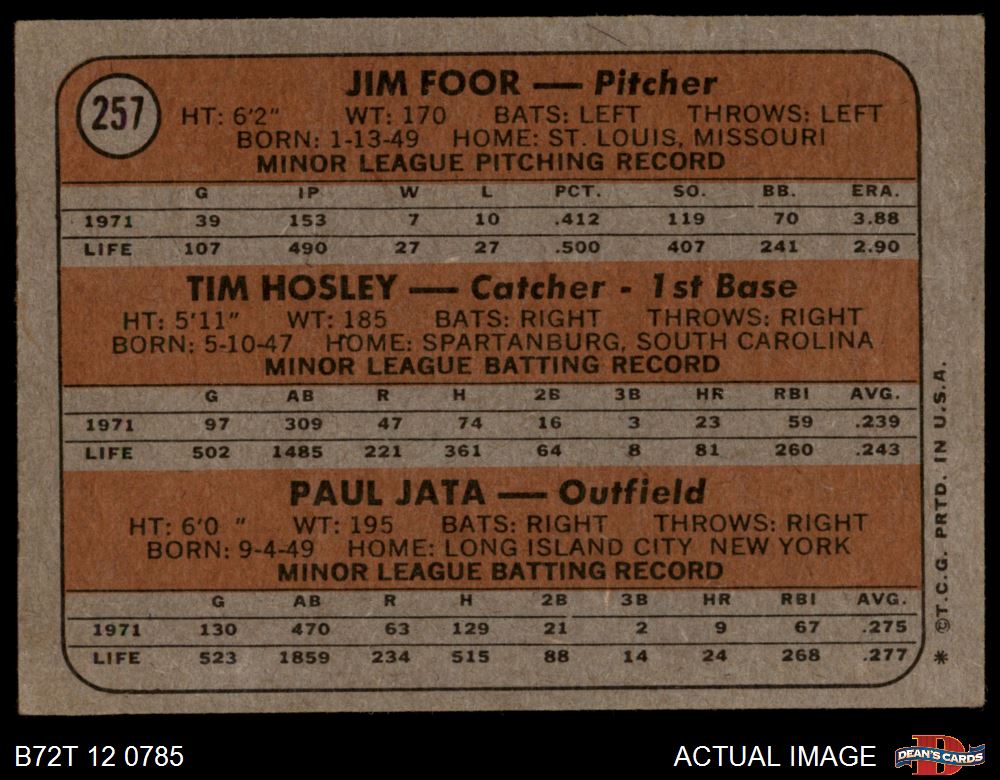 257
JIM FOOR — Pitcher
HT: 6'2" WT: 170 BATS: LEFT THROWS: LEFT
BORN: 1-13-49 HOME: ST. LOUIS, MISSOURI
MINOR LEAGUE PITCHING RECORD
G IP W L PCT. SO. BB. ERA.
1971 39 153 7 10 .412 119 70 3.88
LIFE 107 490 27 27 .500 407 241 2.90
TIM HOSLEY — Catcher - 1st Base
HT: 5'11" WT: 185 BATS: RIGHT THROWS: RIGHT
BORN: 5-10-47 HOME: SPARTANBURG, SOUTH CAROLINA
MINOR LEAGUE BATTING RECORD
G AB R H 2B 3B HR RBI AVG.
1971 97 309 47 74 16 3 23 59 .239
LIFE 502 1485 221 361 64 8 81 260 .243
PAUL JATA — Outfield
HT: 6'0 " WT: 195 BATS: RIGHT THROWS: RIGHT
BORN: 9-4-49 HOME: LONG ISLAND CITY NEW YORK
MINOR LEAGUE BATTING RECORD
G AB R H 2B 3B HR RBI AVG.
1971 130 470 63 129 21 2 9 67 .275
LIFE 523 1859 234 515 88 14 24 268 .277
* ©T.C.G. PRTD. IN U.S.A.
B72T 12 0785
ACTUAL IMAGE
D
DEAN'S CARDS